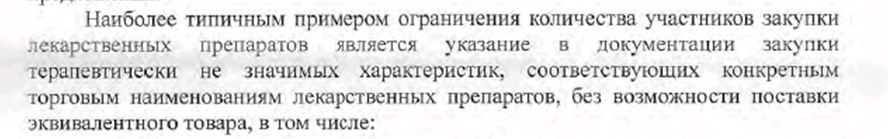 Наиболее типичным примером ограничения количества участников закупки
лекарственных препаратов является указание в документации закупки
терапевтически не значимых характеристик, соответствующих конкретным
торговым наименованиям лекарственных препаратов, без возможности поставки
эквивалентного товара, в том числе: